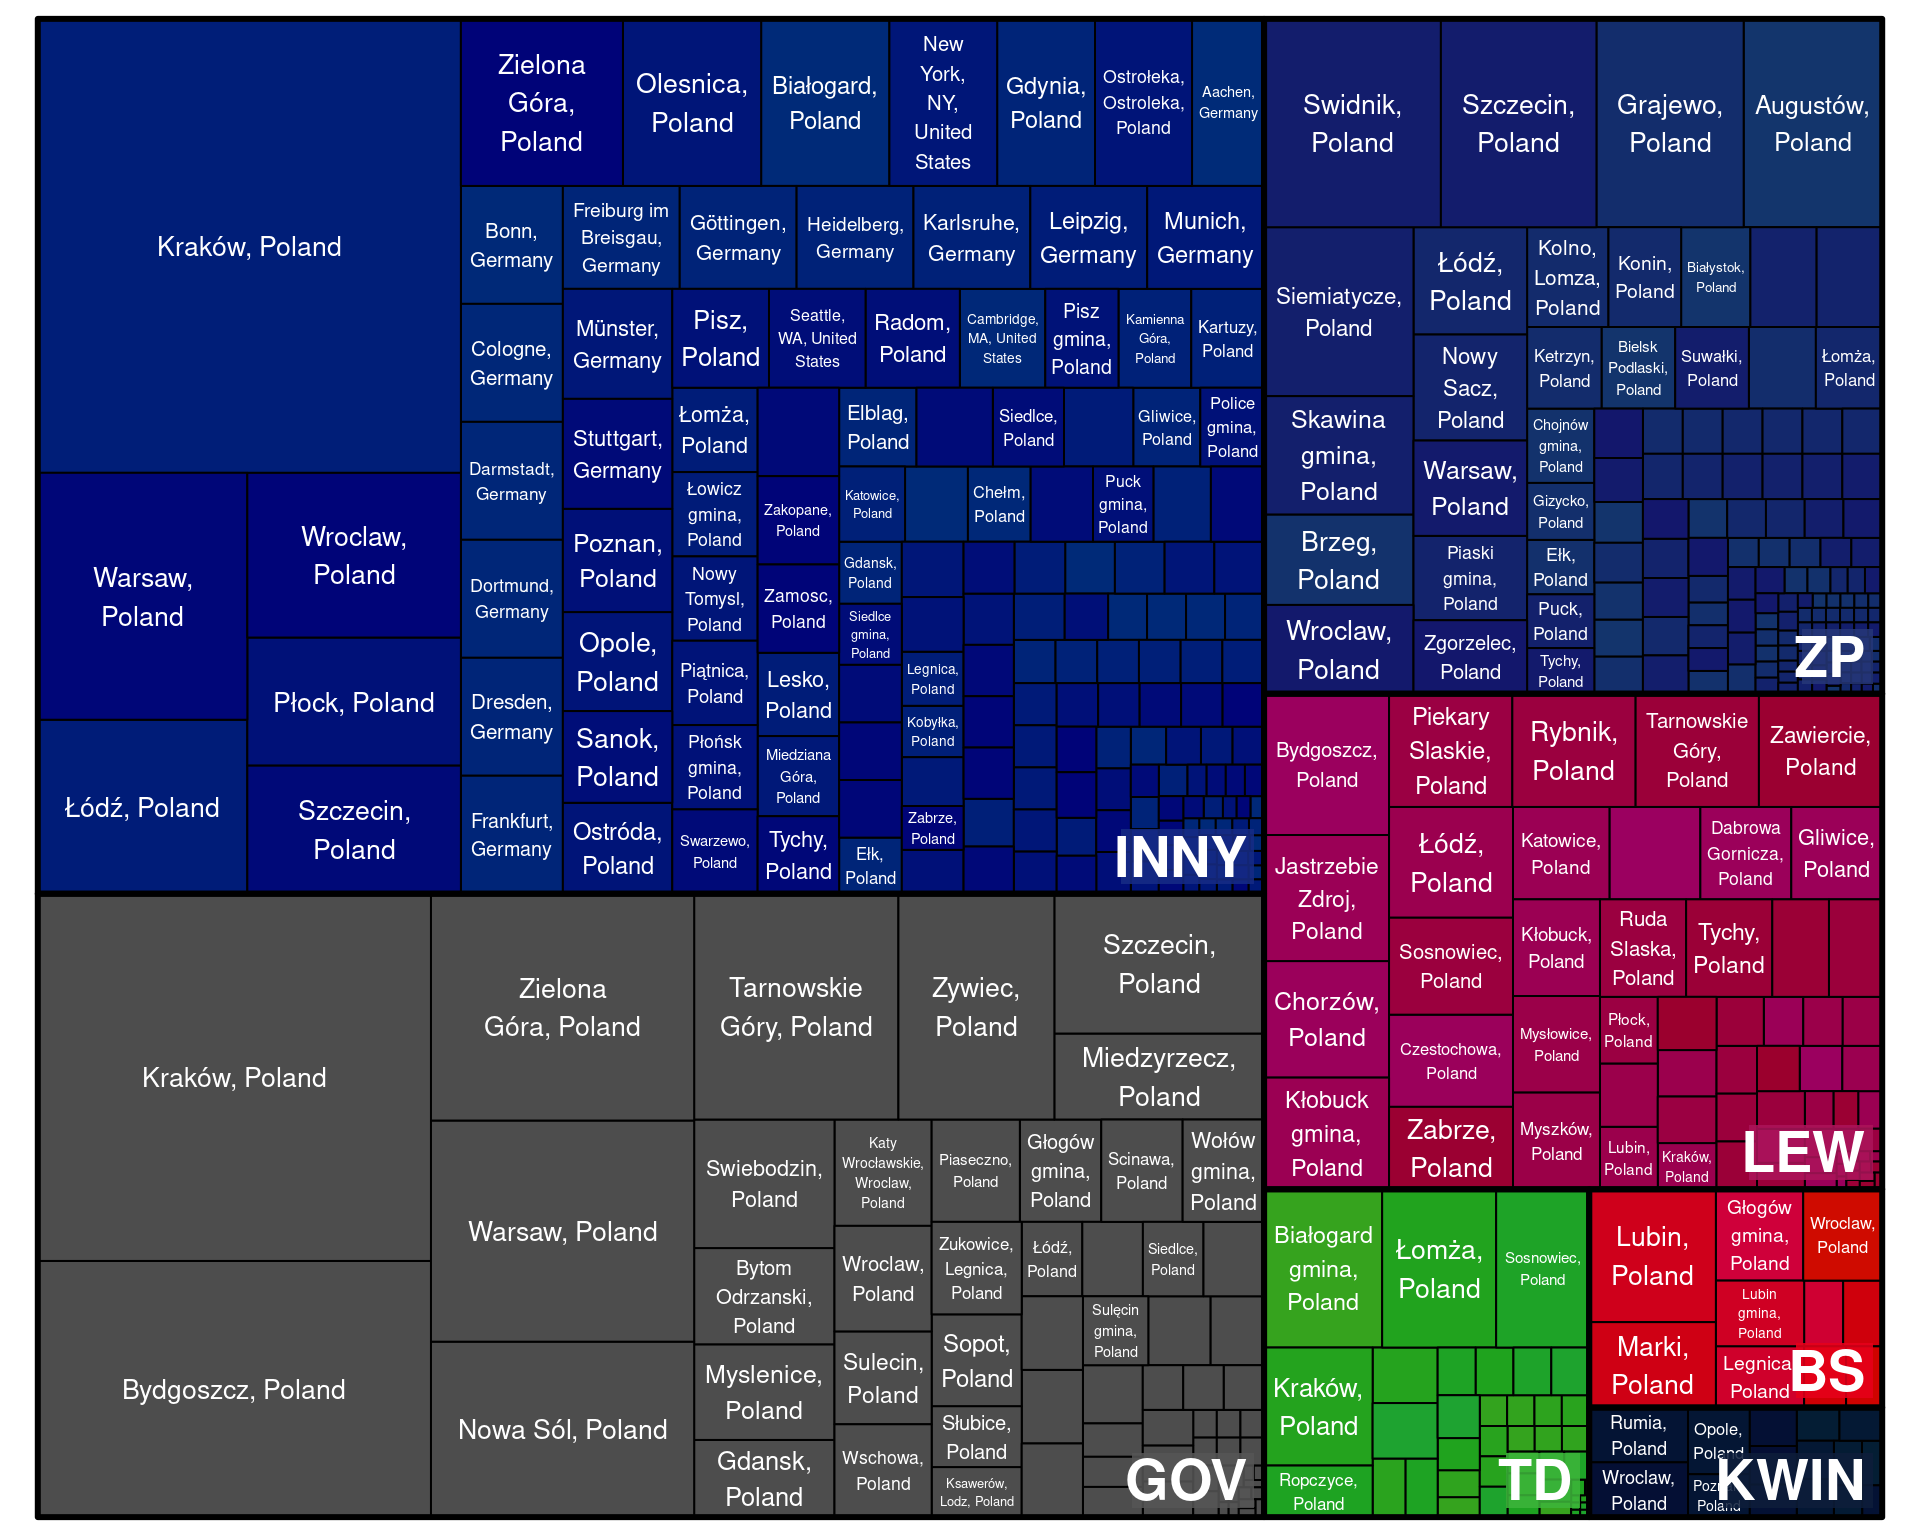 Kraków, Poland
Warsaw,
Poland
Łódź, Poland
Wroclaw,
Poland
Płock, Poland
Szczecin,
Poland
Zielona
Góra,
Poland
Olesnica,
Poland
Białogard,
Poland
New
York,
NY,
United
States
Gdynia,
Poland
Ostrołeka,
Ostroleka,
Poland
Aachen,
Germany
Bonn,
Germany
Cologne,
Germany
Darmstadt,
Germany
Dortmund,
Germany
Dresden,
Germany
Frankfurt,
Germany
Freiburg im
Breisgau,
Germany
Göttingen,
Germany
Heidelberg,
Germany
Karlsruhe,
Germany
Leipzig,
Germany
Munich,
Germany
Münster,
Germany
Stuttgart,
Germany
Poznan,
Poland
Opole,
Poland
Sanok,
Poland
Ostróda,
Poland
Pisz,
Poland
Seattle,
WA, United
States
Radom,
Poland
Cambridge,
MA, United
States
Pisz
gmina,
Poland
Kamienna
Góra,
Poland
Kartuzy,
Poland
Łomża,
Poland
Łowicz
gmina,
Poland
Nowy
Tomysl,
Poland
Piątnica,
Poland
Płońsk
gmina,
Poland
Swarzewo,
Poland
Zakopane,
Poland
Zamosc,
Poland
Lesko,
Poland
Miedziana
Góra,
Poland
Tychy,
Poland
Elblag,
Poland
Siedlce,
Poland
Gliwice,
Poland
Police
gmina,
Poland
Katowice,
Poland
Chełm,
Poland
Puck
gmina,
Poland
Gdansk,
Poland
Siedlce
gmina,
Poland
Ełk,
Poland
Legnica,
Poland
Kobyłka,
Poland
Zabrze,
Poland
INNY
Swidnik,
Poland
Szczecin,
Poland
Grajewo,
Poland
Augustów,
Poland
Siemiatycze,
Poland
Skawina
gmina,
Poland
Brzeg,
Poland
Wroclaw,
Poland
Łódź,
Poland
Nowy
Sacz,
Poland
Warsaw,
Poland
Piaski
gmina,
Poland
Zgorzelec,
Poland
Kolno,
Lomza,
Poland
Konin,
Poland
Białystok,
Poland
Ketrzyn,
Poland
Bielsk
Podlaski,
Poland
Suwałki,
Poland
Łomża,
Poland
Chojnów
gmina,
Poland
Gizycko,
Poland
Ełk,
Poland
Puck,
Poland
Tychy,
Poland
ZP
Kraków, Poland
Bydgoszcz, Poland
Zielona
Góra, Poland
Warsaw, Poland
Nowa Sól, Poland
Tarnowskie
Góry, Poland
Zywiec,
Poland
Szczecin,
Poland
Miedzyrzecz,
Poland
Swiebodzin,
Poland
Bytom
Odrzanski,
Poland
Myslenice,
Poland
Gdansk,
Poland
Katy
Wrocławskie,
Wroclaw,
Poland
Wroclaw,
Poland
Sulecin,
Poland
Wschowa,
Poland
Piaseczno,
Poland
Głogów
gmina,
Poland
Scinawa,
Poland
Wołów
gmina,
Poland
Zukowice,
Legnica,
Poland
Sopot,
Poland
Słubice,
Poland
Ksawerów,
Lodz, Poland
Łódź,
Poland
Siedlce,
Poland
Sulęcin
gmina,
Poland
GOV
Bydgoszcz,
Poland
Jastrzebie
Zdroj,
Poland
Chorzów,
Poland
Kłobuck
gmina,
Poland
Piekary
Slaskie,
Poland
Łódź,
Poland
Sosnowiec,
Poland
Czestochowa,
Poland
Zabrze,
Poland
Rybnik,
Poland
Tarnowskie
Góry,
Poland
Zawiercie,
Poland
Katowice,
Poland
Dabrowa
Gornicza,
Poland
Gliwice,
Poland
Kłobuck,
Poland
Mysłowice,
Poland
Myszków,
Poland
Ruda
Slaska,
Poland
Tychy,
Poland
Płock,
Poland
Lubin,
Poland
Kraków,
Poland
LEW
Białogard
gmina,
Poland
Łomża,
Poland
Sosnowiec,
Poland
Kraków,
Poland
Ropczyce,
Poland
TD
Lubin,
Poland
Marki,
Poland
Głogów
gmina,
Poland
Wroclaw,
Poland
Lubin
gmina,
Poland
Legnica
Poland
BS
Rumia,
Poland
Wroclaw,
Poland
Opole,
Poland
Poland
KWIN